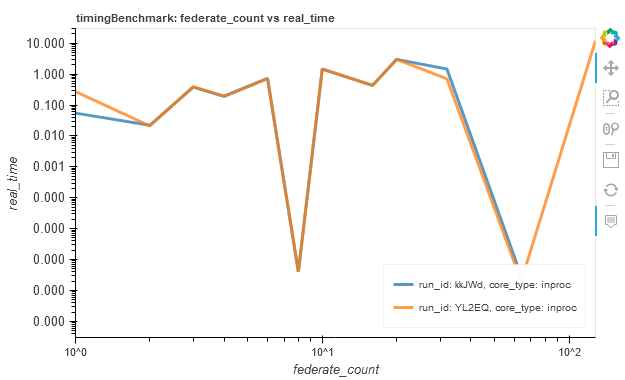 timingBenchmark: federate_count vs real_time
10.000
1.000
0.100
0.010
0.001
0.000
0.000
0.000
0.000
0.000
real_time
run_id: kkJWd, core_type: inproc
run_id: YL2EQ, core_type: inproc
10^0
10^1
10^2
federate_count